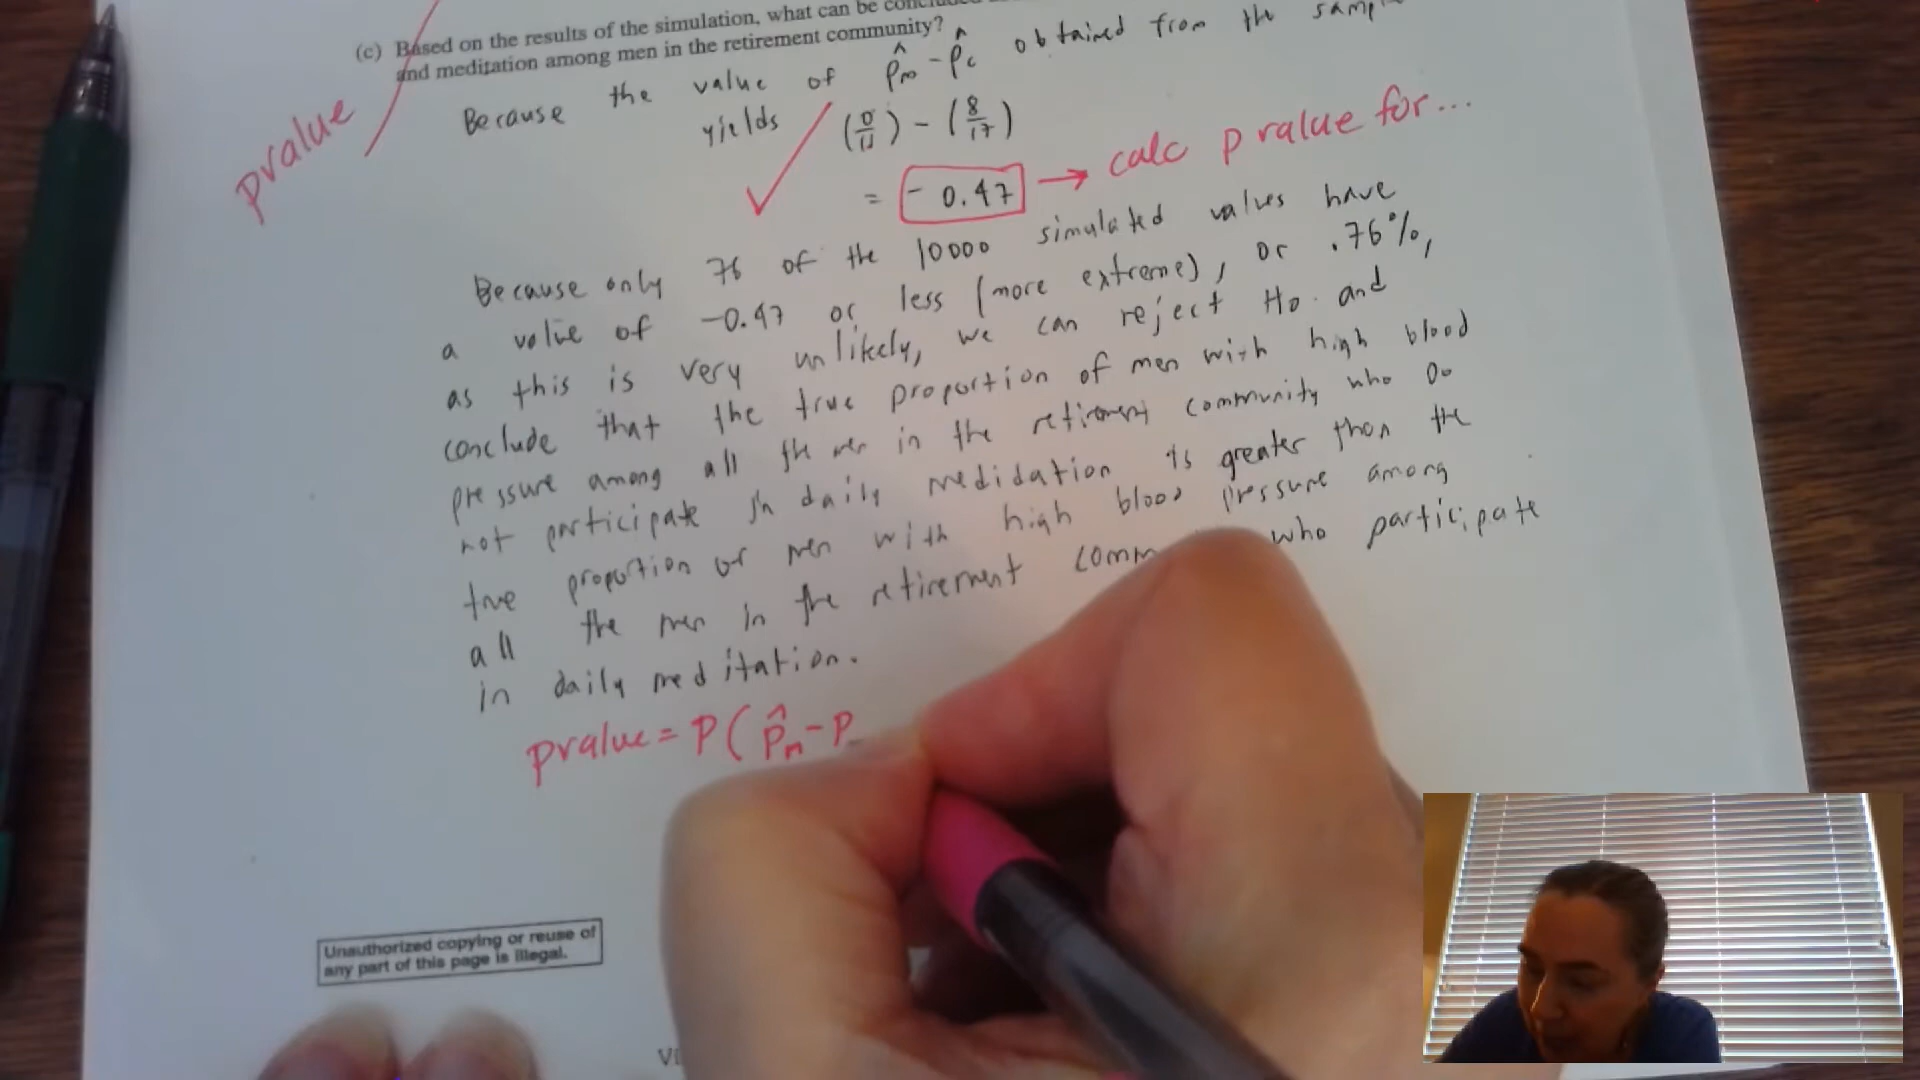 (c) Based on the results of the simulation, what can be
and meditation among men in the retirement community?
pvalue
Because the value of p̂m - p̂c obtained from the
yields (0/11) - (8/17)
= - 0.47 → calc pvalue for...
Because only 76 of the 10000 simulated values have
a value of -0.47 or less (more extreme), or .76%,
as this is very unlikely, we can reject Ho and
conclude that the true proportion of men with high blood
pressure among all the men in the retirement community who do
not participate in daily medidation is greater than the
true proportion of men with high blood pressure among
all the men in the retirement who participate
in daily meditation.
pvalue = P( p̂m - p
Unauthorized copying or reuse of
any part of this page is illegal.